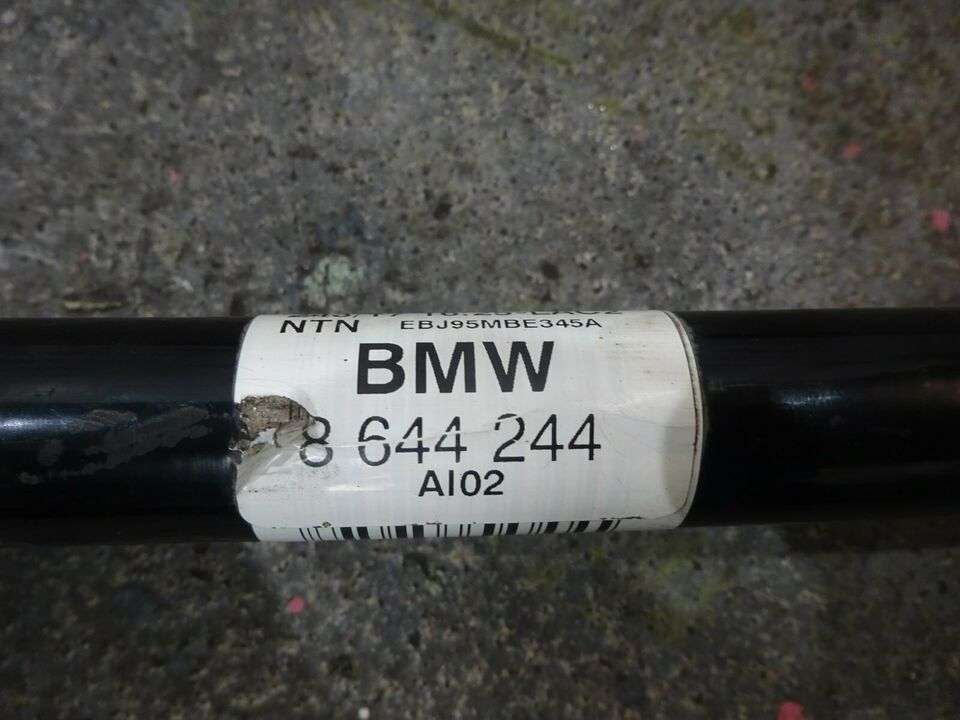 NTN EBJ95MBE345A
BMW
8 644 244
AI02